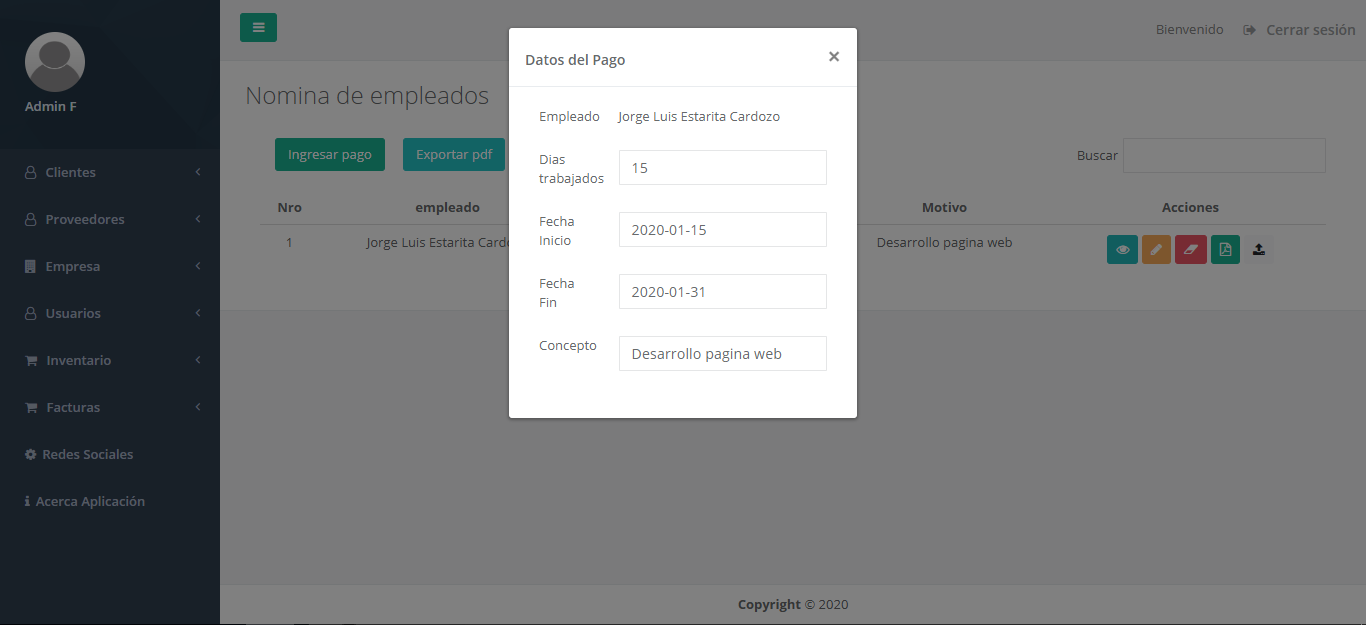 Admin F
Clientes
Proveedores
Empresa
Usuarios
Inventario
Facturas
Redes Sociales
Acerca Aplicación
Bienvenido Cerrar sesión
Nomina de empleados
Ingresar pago Exportar pdf Buscar
Nro empleado Motivo Acciones
1 Jorge Luis Estarita Desarrollo pagina web
Datos del Pago ×
Empleado Jorge Luis Estarita Cardozo
Dias
trabajados
15
Fecha
Inicio
2020-01-15
Fecha
Fin
2020-01-31
Concepto Desarrollo pagina web
Copyright © 2020